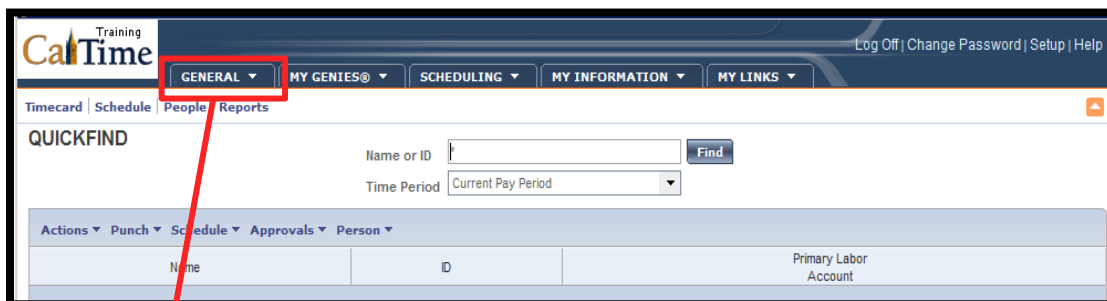 Training
CalTime
Log Off | Change Password | Setup | Help
GENERAL MY GENIES® SCHEDULING MY INFORMATION MY LINKS
Timecard | Schedule | People | Reports
QUICKFIND
Name or ID * Find
Time Period Current Pay Period
Actions Punch Schedule Approvals Person
Name ID Primary Labor
Account